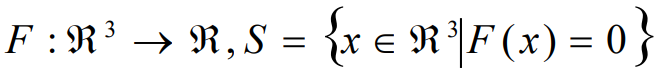 F : ℜ³ → ℜ, S = {x ∈ ℜ³|F(x) = 0}